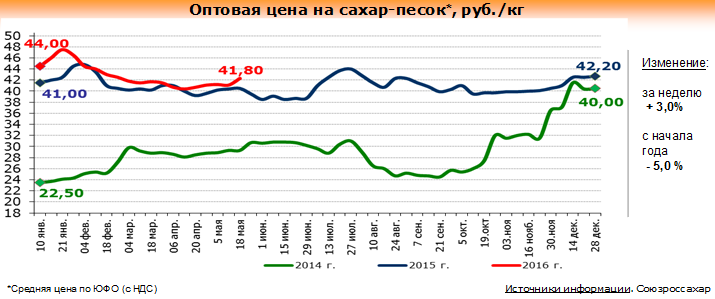 Оптовая цена на сахар-песок*, руб./кг
50
48
46
44
42
40
38
36
34
32
30
28
26
24
22
20
18
44,00
41,00
22,50
41,80
42,20
40,00
10 янв.
21 янв.
04 фев.
18 фев.
04 мар.
18 мар.
06 апр.
20 апр.
5 мая
18 мая
1 июн.
15 июн.
29 июн.
13 июл.
27 июл.
10 авг.
24 авг.
7 сен.
21 сен.
5 окт.
19 окт
03 ноя.
16 нояб.
30 ноя.
14 дек.
28 дек.
2014 г.
2015 г.
2016 г.
Изменение:
за неделю
+ 3,0%
с начала
года
- 5,0 %
*Средняя цена по ЮФО (с НДС)
Источники информации. Союзроссахар